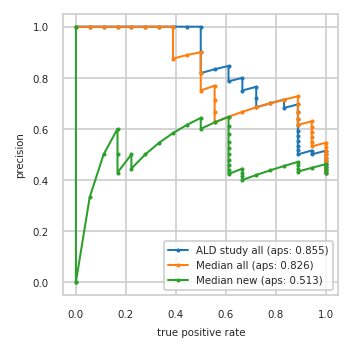 1.0
0.8
0.6
0.4
0.2
0.0
precision
0.0 0.2 0.4 0.6 0.8 1.0
true positive rate
ALD study all (aps: 0.855)
Median all (aps: 0.826)
Median new (aps: 0.513)